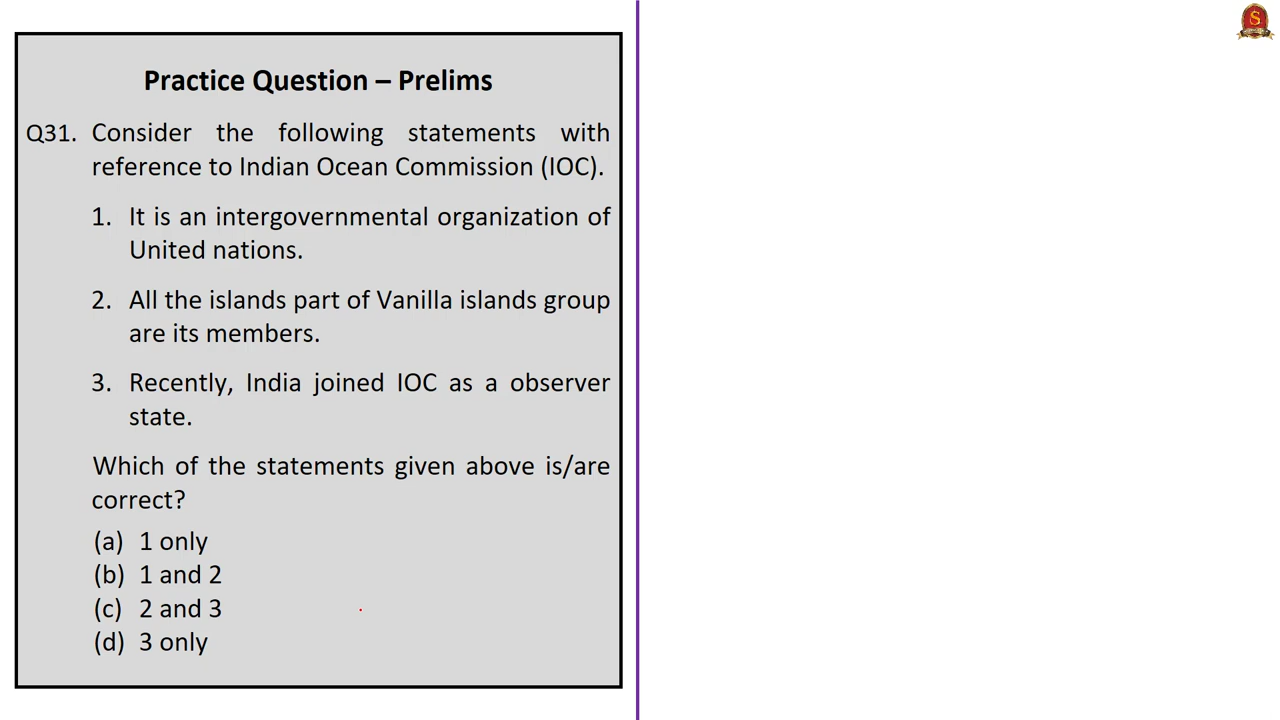 S
Practice Question – Prelims
Q31. Consider the following statements with
reference to Indian Ocean Commission (IOC).
1. It is an intergovernmental organization of
United nations.
2. All the islands part of Vanilla islands group
are its members.
3. Recently, India joined IOC as a observer
state.
Which of the statements given above is/are
correct?
(a) 1 only
(b) 1 and 2
(c) 2 and 3
(d) 3 only